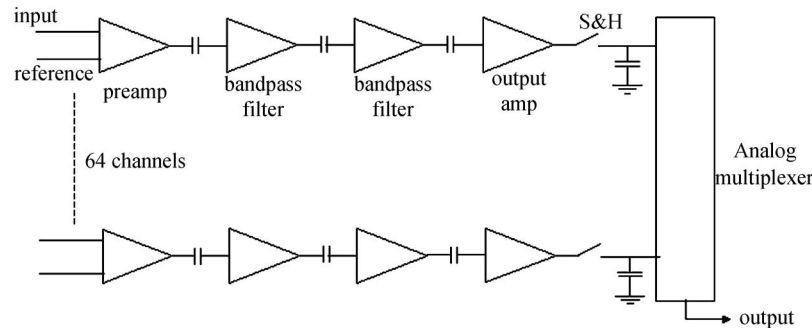 input
S&H
reference
preamp
bandpass
filter
bandpass
filter
output
amp
64 channels
Analog
multiplexer
output